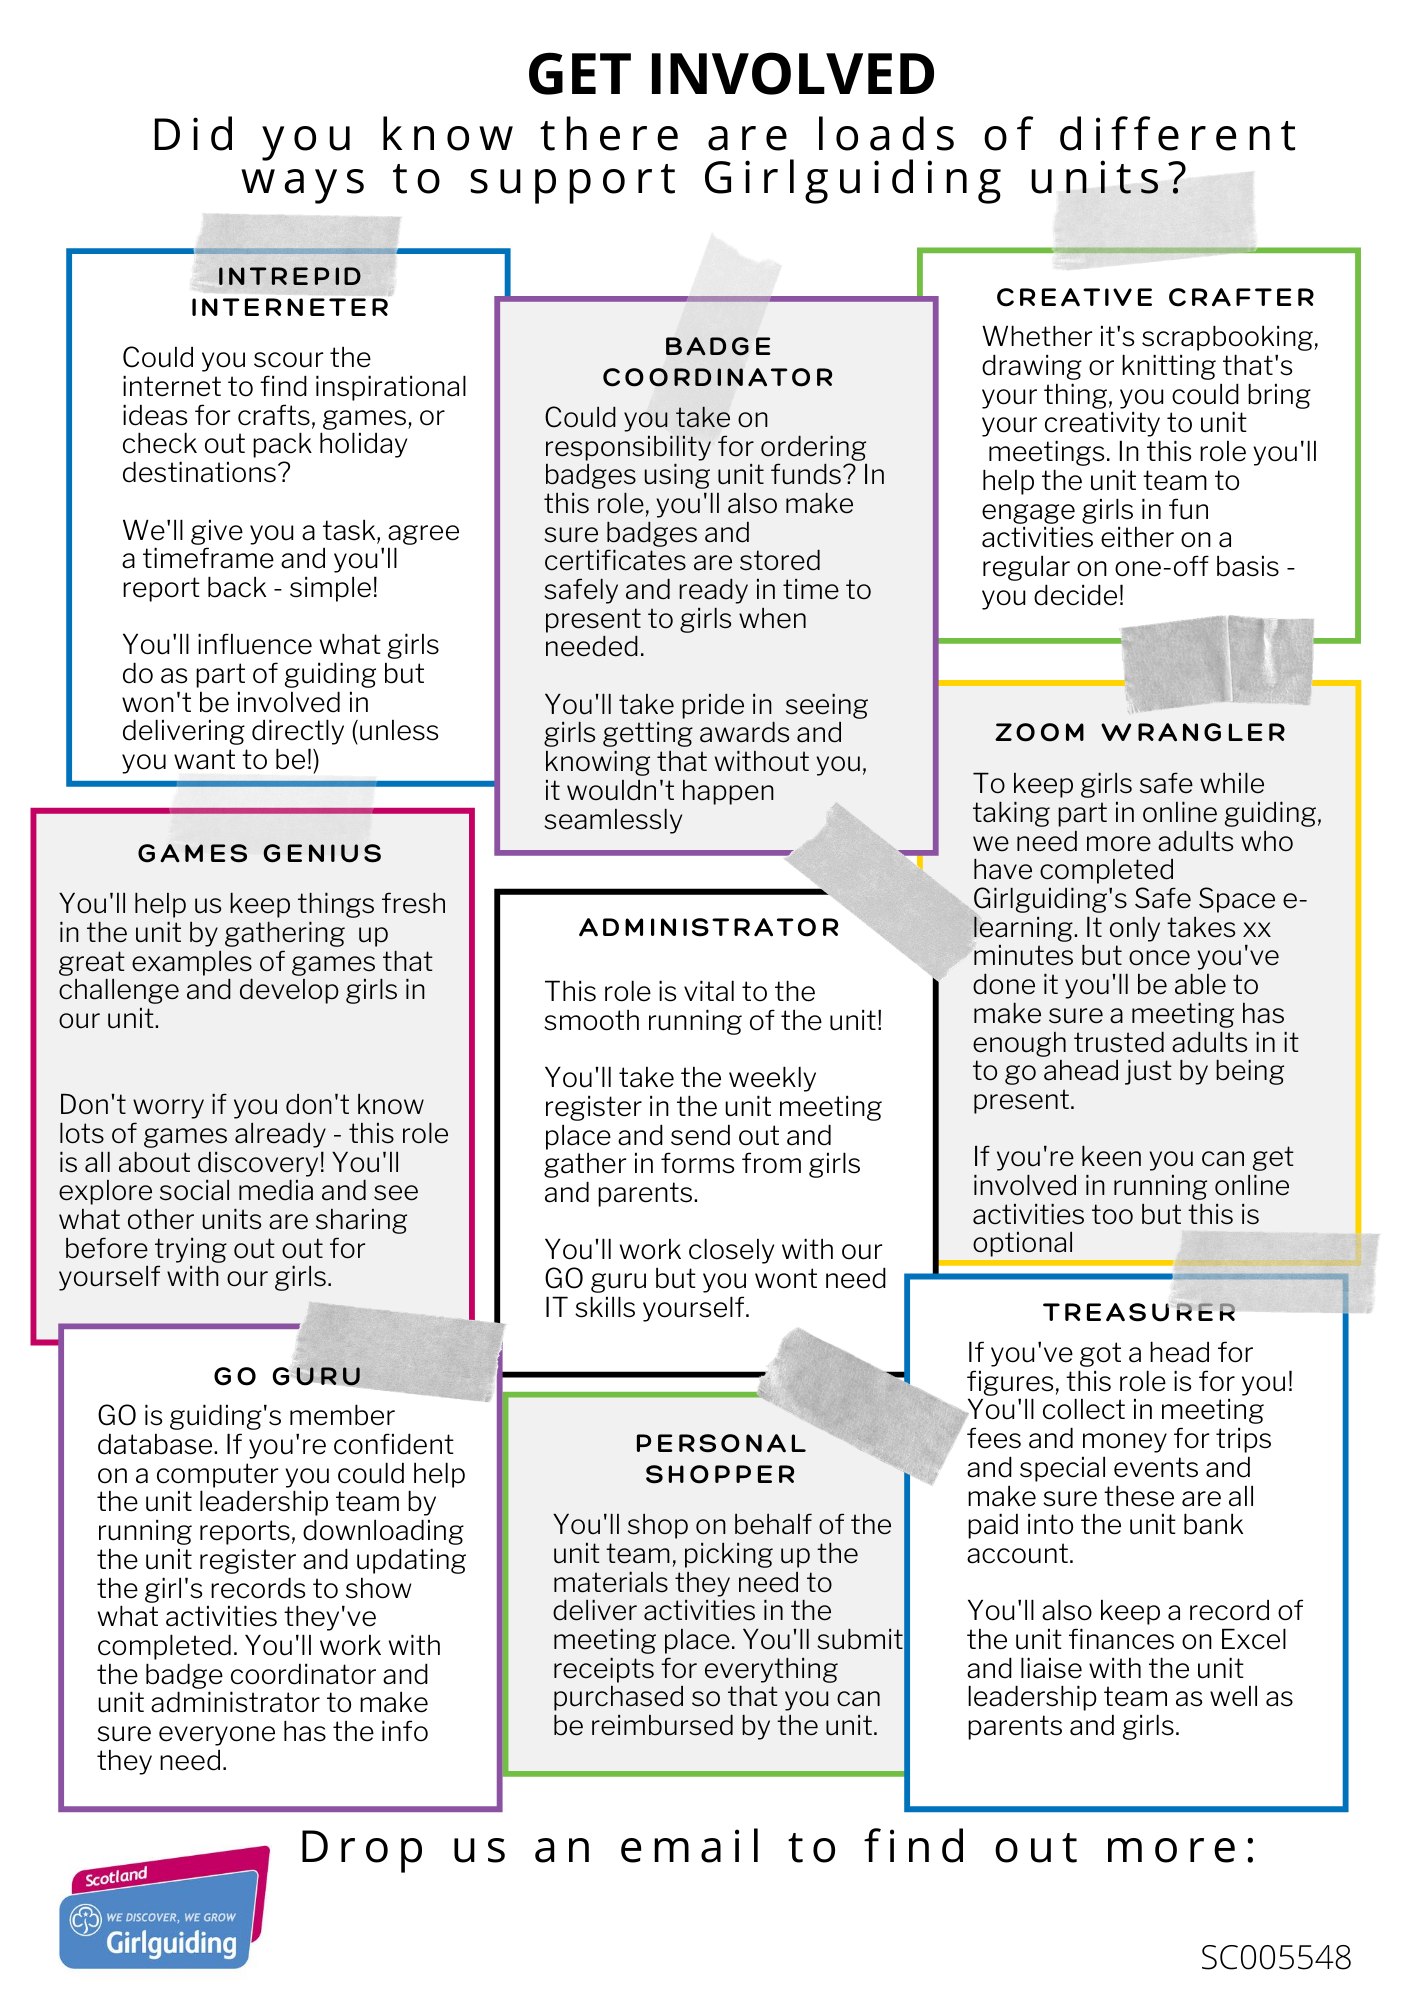 GET INVOLVED
Did you know there are loads of different
ways to support Girlguiding units?
INTREPID
INTERNETER
Could you scour the
internet to find inspirational
ideas for crafts, games, or
check out pack holiday
destinations?
We'll give you a task, agree
a timeframe and you'll
report back - simple!
You'll influence what girls
do as part of guiding but
won't be involved in
delivering directly (unless
you want to be!)
BADGE
COORDINATOR
Could you take on
responsibility for ordering
badges using unit funds? In
this role, you'll also make
sure badges and
certificates are stored
safely and ready in time to
present to girls when
needed.
You'll take pride in  seeing
girls getting awards and
knowing that without you,
it wouldn't happen
seamlessly
CREATIVE CRAFTER
Whether it's scrapbooking,
drawing or knitting that's
your thing, you could bring
your creativity to unit
meetings. In this role you'll
help the unit team to
engage girls in fun
activities either on a
regular on one-off basis -
you decide!
GAMES GENIUS
You'll help us keep things fresh
in the unit by gathering  up
great examples of games that
challenge and develop girls in
our unit.
Don't worry if you don't know
lots of games already - this role
is all about discovery! You'll
explore social media and see
what other units are sharing
before trying out out for
yourself with our girls.
ADMINISTRATOR
This role is vital to the
smooth running of the unit!
You'll take the weekly
register in the unit meeting
place and send out and
gather in forms from girls
and parents.
You'll work closely with our
GO guru but you wont need
IT skills yourself.
ZOOM WRANGLER
To keep girls safe while
taking part in online guiding,
we need more adults who
have completed
Girlguiding's Safe Space e-
learning. It only takes xx
minutes but once you've
done it you'll be able to
make sure a meeting has
enough trusted adults in it
to go ahead just by being
present.
If you're keen you can get
involved in running online
activities too but this is
optional
GO GURU
GO is guiding's member
database. If you're confident
on a computer you could help
the unit leadership team by
running reports, downloading
the unit register and updating
the girl's records to show
what activities they've
completed. You'll work with
the badge coordinator and
unit administrator to make
sure everyone has the info
they need.
PERSONAL
SHOPPER
You'll shop on behalf of the
unit team, picking up the
materials they need to
deliver activities in the
meeting place. You'll submit
receipts for everything
purchased so that you can
be reimbursed by the unit.
TREASURER
If you've got a head for
figures, this role is for you!
You'll collect in meeting
fees and money for trips
and special events and
make sure these are all
paid into the unit bank
account.
You'll also keep a record of
the unit finances on Excel
and liaise with the unit
leadership team as well as
parents and girls.
Drop us an email to find out more:
Scotland
WE DISCOVER, WE GROW
Girlguiding
SC005548